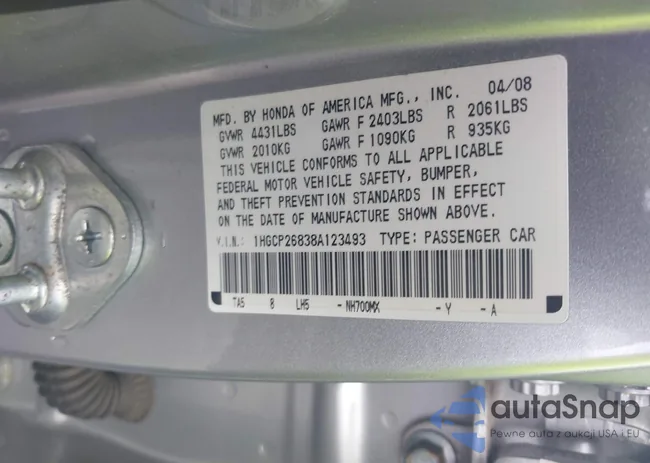 MFD. BY HONDA OF AMERICA MFG., INC. 04/08
GVWR 4431LBS GAWR F 2403LBS R 2061LBS
GVWR 2010KG GAWR F 1090KG R 935KG
THIS VEHICLE CONFORMS TO ALL APPLICABLE
FEDERAL MOTOR VEHICLE SAFETY, BUMPER,
AND THEFT PREVENTION STANDARDS IN EFFECT
ON THE DATE OF MANUFACTURE SHOWN ABOVE.
V.I.N.: 1HGCP26838A123493 TYPE: PASSENGER CAR
TA5 8 LH5 -NH700MX -Y -A
autaSnap
Pewne auta z aukcji USA i EU